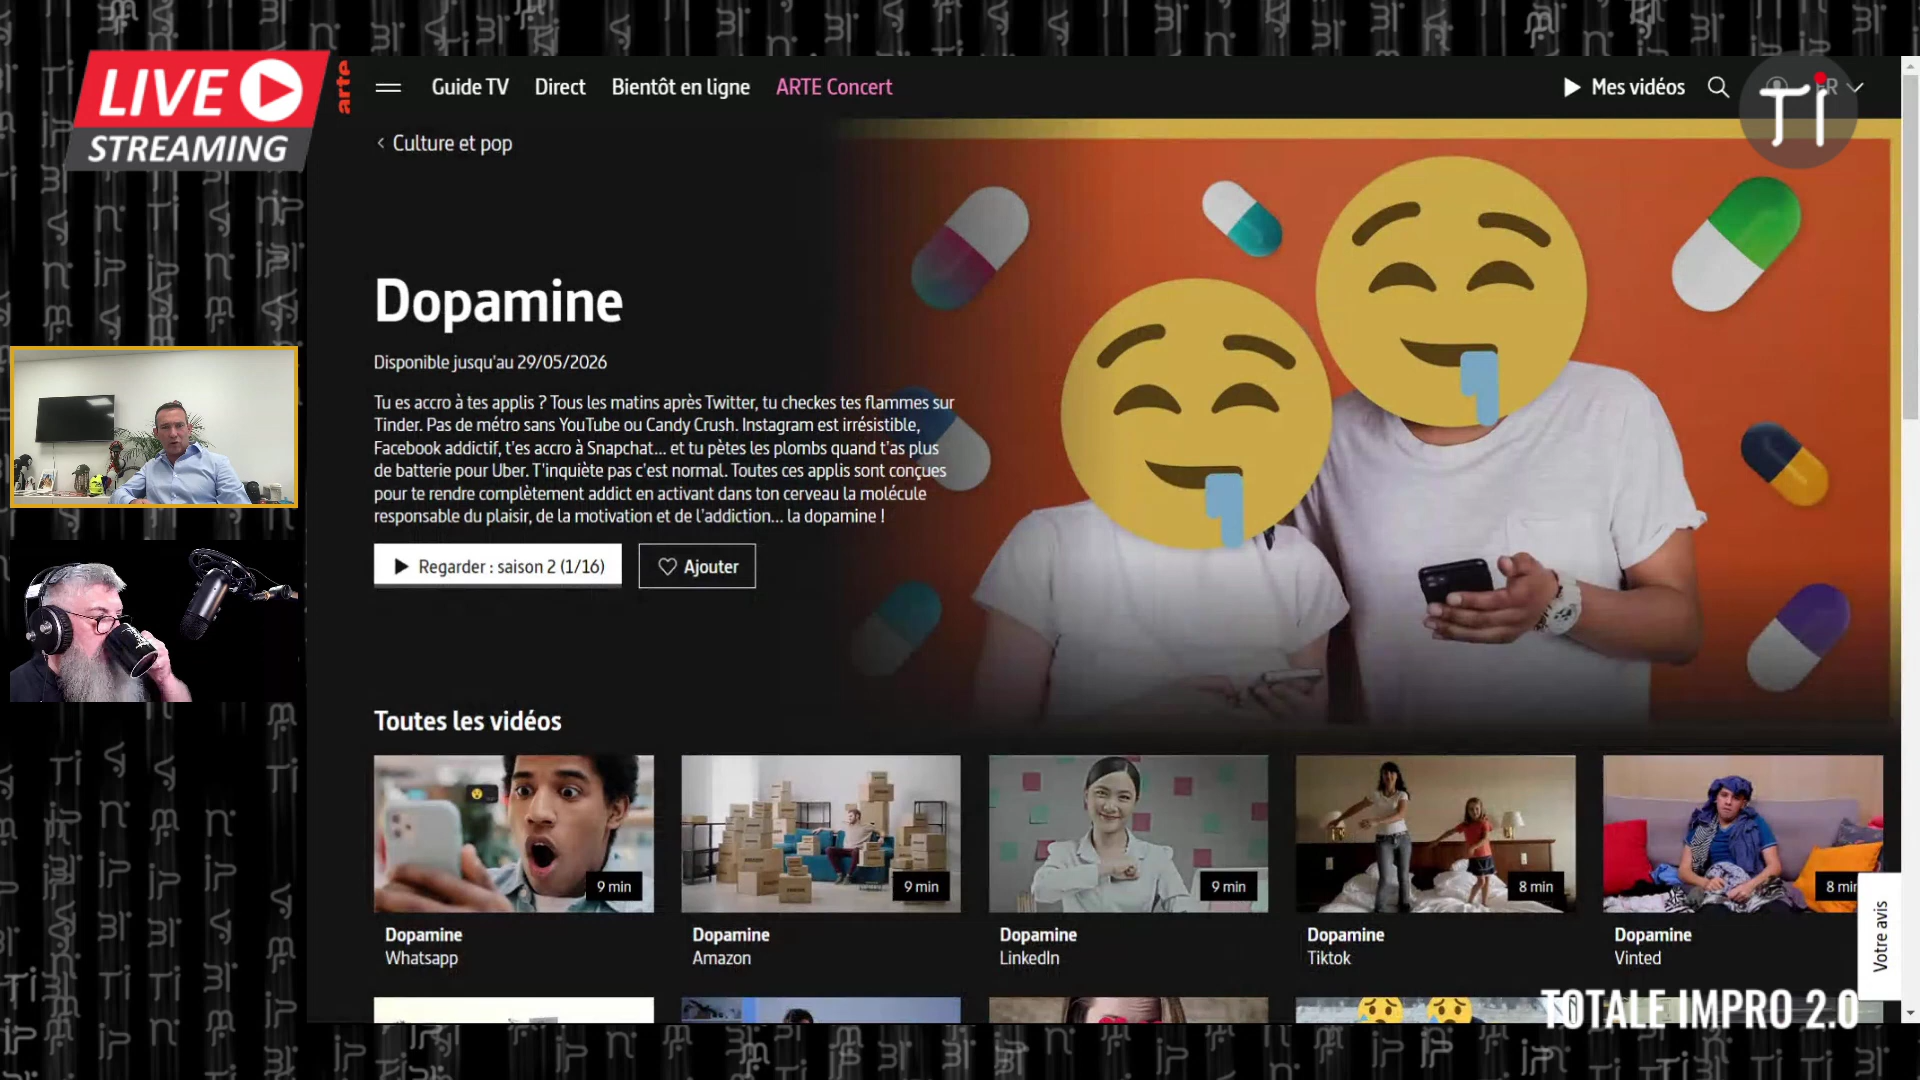 LIVE
STREAMING
arte
Guide TV
Direct
Bientôt en ligne
ARTE Concert
Mes vidéos
Ti
< Culture et pop
Dopamine
Disponible jusqu'au 29/05/2026
Tu es accro à tes applis ? Tous les matins après Twitter, tu checkes tes flammes sur
Tinder. Pas de métro sans YouTube ou Candy Crush. Instagram est irrésistible,
Facebook addictif, t'es accro à Snapchat... et tu pètes les plombs quand t'as plus
de batterie pour Uber. T'inquiète pas c'est normal. Toutes ces applis sont conçues
pour te rendre complètement addict en activant dans ton cerveau la molécule
responsable du plaisir, de la motivation et de l'addiction... la dopamine !
Regarder : saison 2 (1/16)
Ajouter
Toutes les vidéos
9 min
9 min
9 min
8 min
8 min
Dopamine
Whatsapp
Dopamine
Amazon
Dopamine
LinkedIn
Dopamine
Tiktok
Dopamine
Vinted
Votre avis
TOTALE IMPRO 2.0